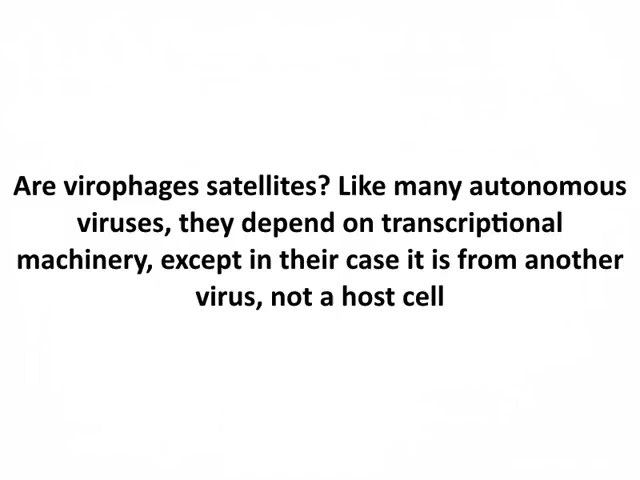 Are virophages satellites? Like many autonomous
viruses, they depend on transcriptional
machinery, except in their case it is from another
virus, not a host cell